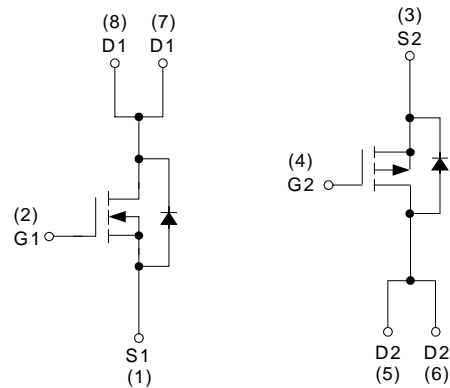 (8) (7)
D1 D1
(2)
G1
S1
(1)
(3)
S2
(4)
G2
D2 D2
(5) (6)